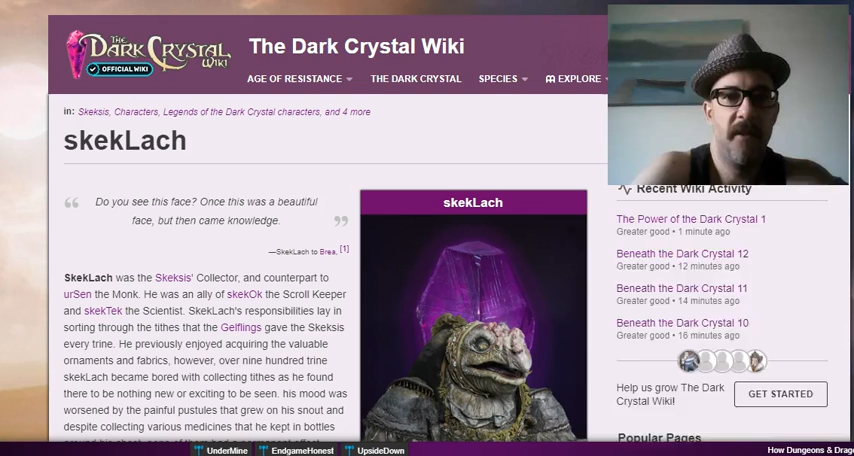 THE
DARK CRYSTAL
WIKI
OFFICIAL WIKI
The Dark Crystal Wiki
AGE OF RESISTANCE THE DARK CRYSTAL SPECIES EXPLORE
in: Skeksis, Characters, Legends of the Dark Crystal characters, and 4 more
skekLach
“ Do you see this face? Once this was a beautiful
face, but then came knowledge. ”
—SkekLach to Brea, [1]
SkekLach was the Skeksis' Collector, and counterpart to
urSen the Monk. He was an ally of skekOk the Scroll Keeper
and skekTek the Scientist. SkekLach's responsibilities lay in
sorting through the tithes that the Gelflings gave the Skeksis
every trine. He previously enjoyed acquiring the valuable
ornaments and fabrics, however, over nine hundred trine
skekLach became bored with collecting tithes as he found
there to be nothing new or exciting to be seen. his mood was
worsened by the painful pustules that grew on his snout and
despite collecting various medicines that he kept in bottles
skekLach
Recent Wiki Activity
The Power of the Dark Crystal 1
Greater good • 1 minute ago
Beneath the Dark Crystal 12
Greater good • 12 minutes ago
Beneath the Dark Crystal 11
Greater good • 14 minutes ago
Beneath the Dark Crystal 10
Greater good • 16 minutes ago
Help us grow The Dark
Crystal Wiki!
GET STARTED
Popular Pages
UnderMine EndgameHonest UpsideDown
How Dungeons & Drag